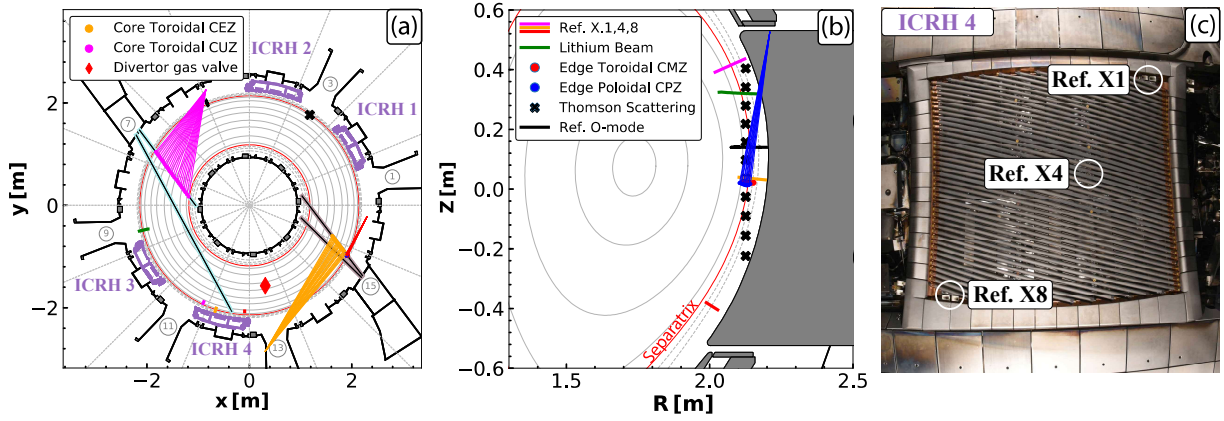 (a)
Core Toroidal CEZ
Core Toroidal CUZ
Divertor gas valve
ICRH 2
ICRH 1
ICRH 3
ICRH 4
3
1
7
9
11
13
15
2
0
−2
y [m]
−2
0
2
x [m]
(b)
Ref. X.1,4,8
Lithium Beam
Edge Toroidal CMZ
Edge Poloidal CPZ
Thomson Scattering
Ref. O-mode
Separatrix
0.6
0.4
0.2
0.0
−0.2
−0.4
−0.6
Z [m]
1.5
2.0
2.5
R [m]
ICRH 4
(c)
Ref. X1
Ref. X4
Ref. X8